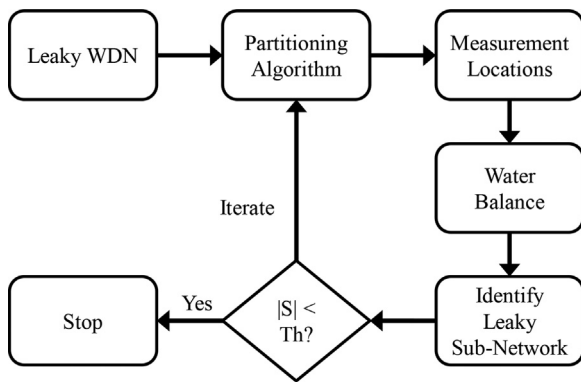 Leaky WDN
Partitioning
Algorithm
Measurement
Locations
Water
Balance
Identify
Leaky
Sub-Network
|S| <
Th?
Iterate
Yes
Stop